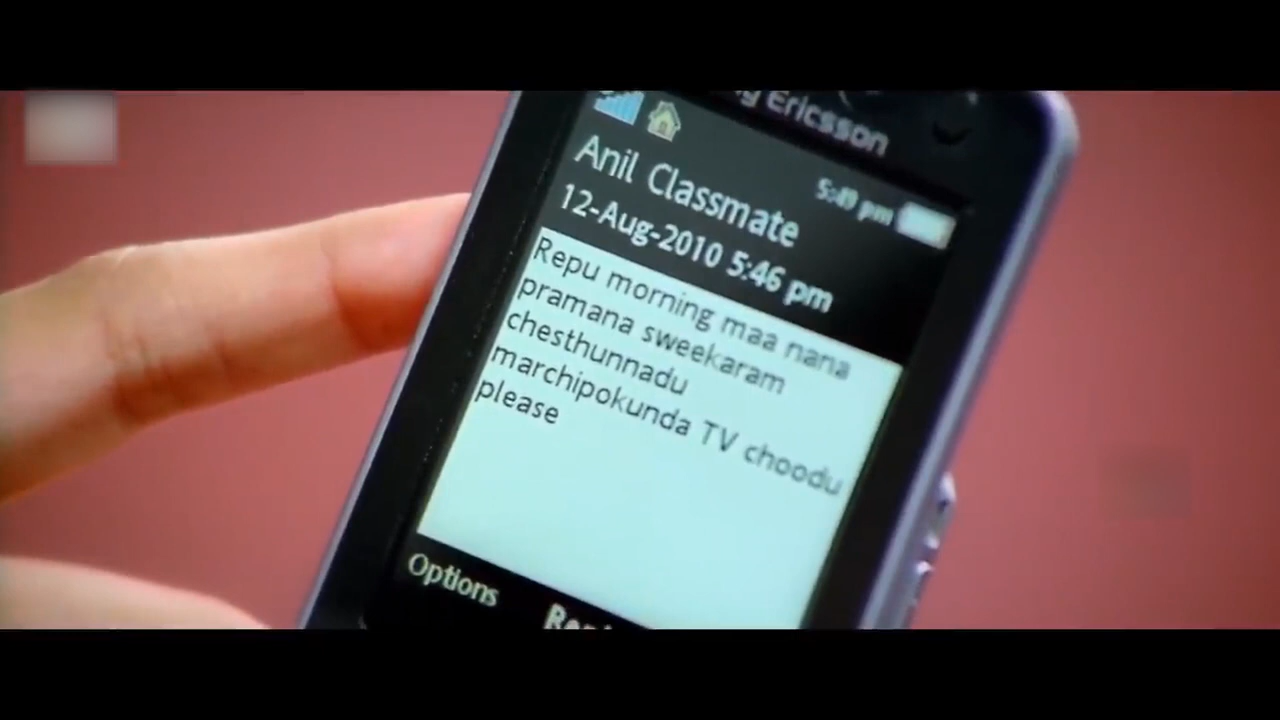 Ericsson
5:49 pm
Anil Classmate
12-Aug-2010 5:46 pm
Repu morning maa nana
pramana sweekaram
chesthunnadu
marchipokunda TV choodu
please
Options